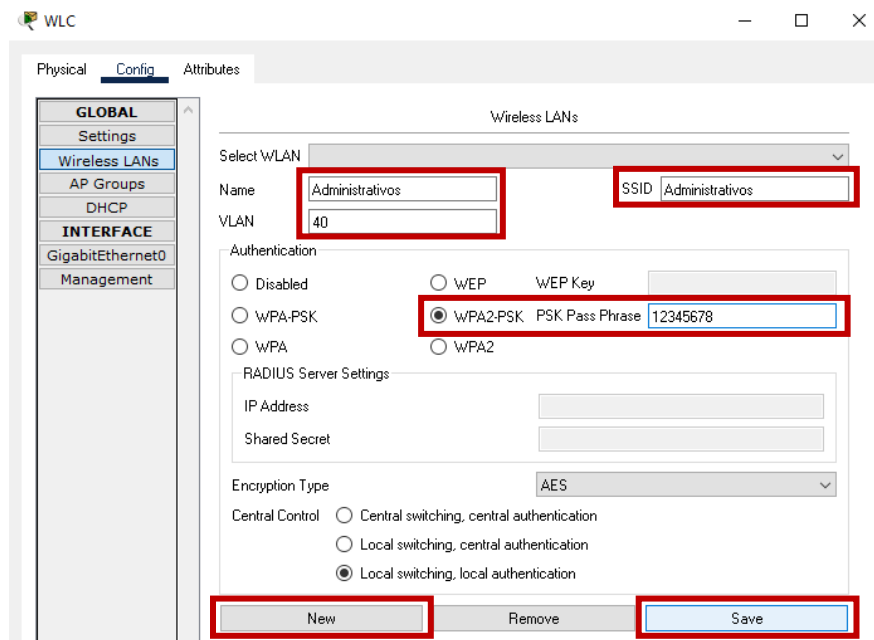 WLC
Physical Config Attributes
GLOBAL
Settings
Wireless LANs
AP Groups
DHCP
INTERFACE
GigabitEthernet0
Management
Wireless LANs
Select WLAN
Name Administrativos SSID Administrativos
VLAN 40
Authentication
Disabled WEP WEP Key
WPA-PSK WPA2-PSK PSK Pass Phrase 12345678
WPA WPA2
RADIUS Server Settings
IP Address
Shared Secret
Encryption Type AES
Central Control Central switching, central authentication
Local switching, central authentication
Local switching, local authentication
New Remove Save